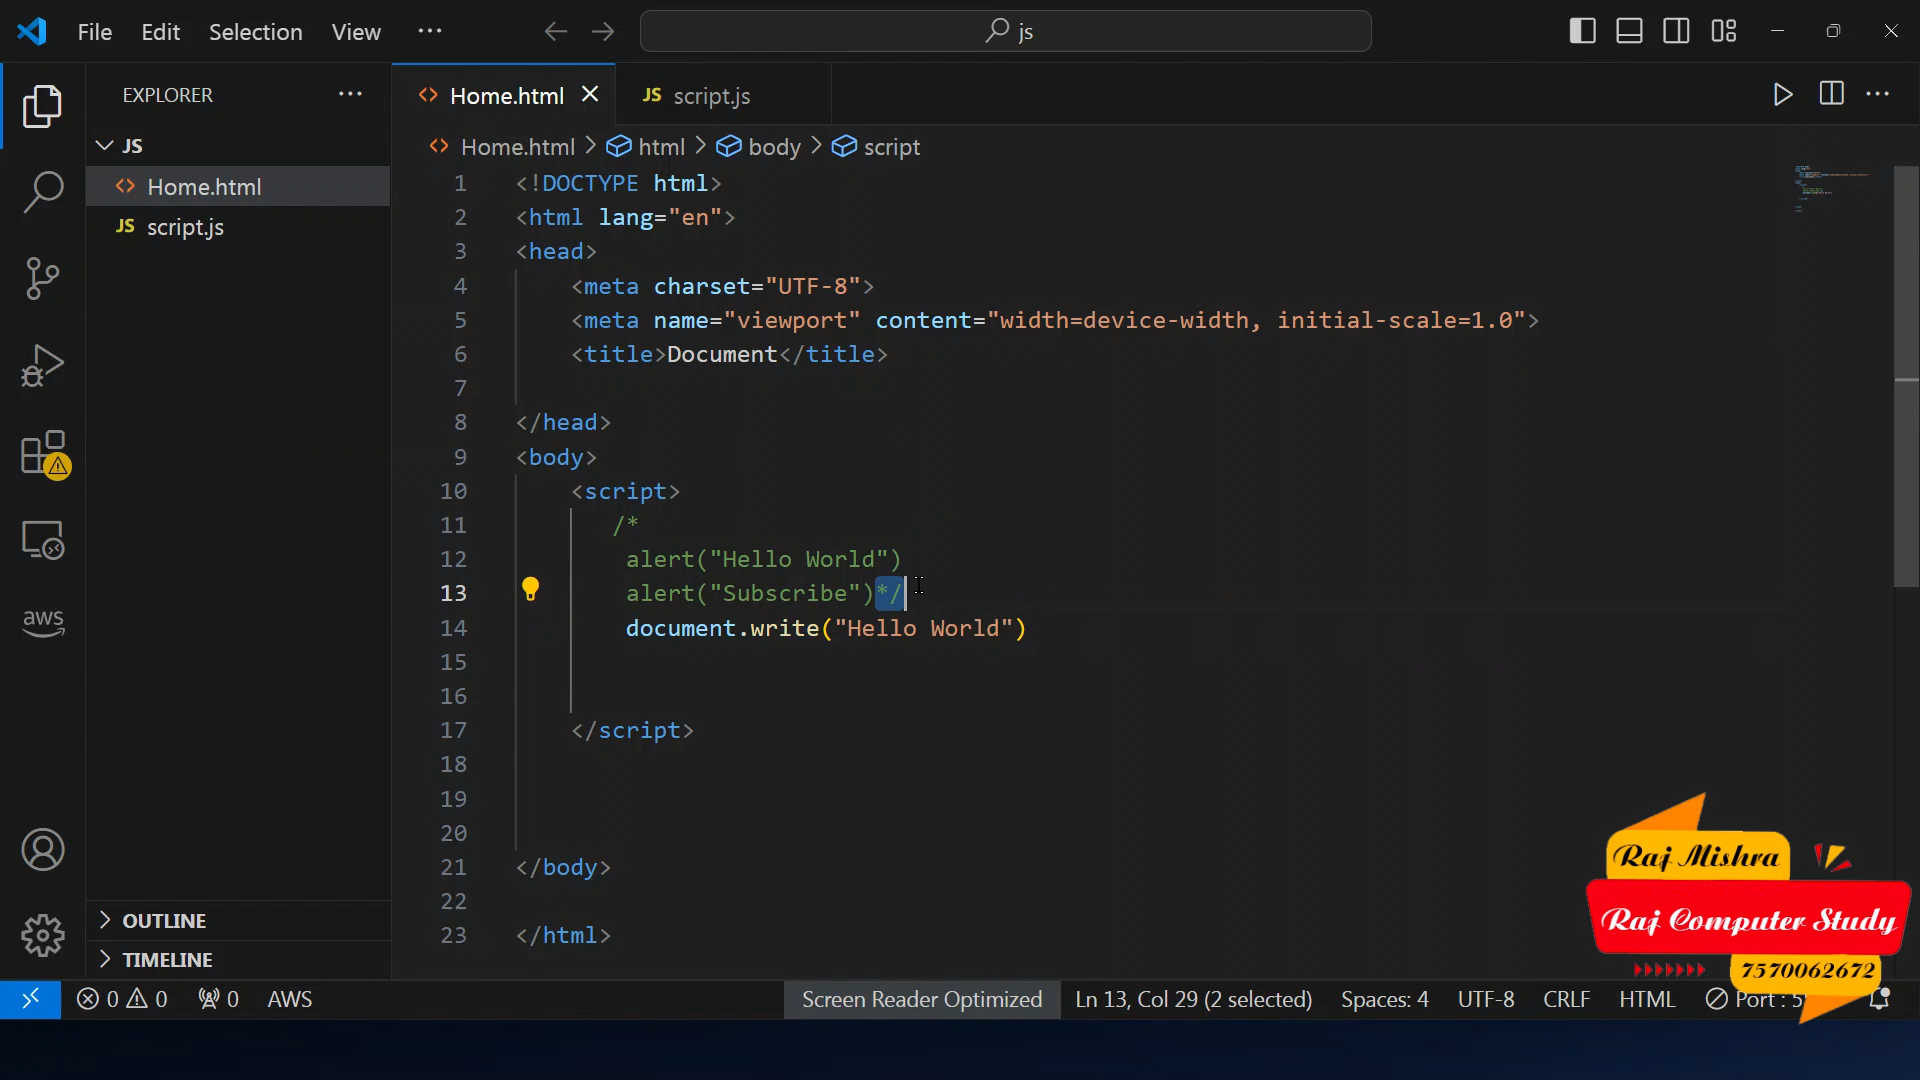 File Edit Selection View ··· js
EXPLORER ···
JS
Home.html
JS script.js
Home.html
JS script.js
Home.html > html > body > script
1 <!DOCTYPE html>
2 <html lang="en">
3 <head>
4 <meta charset="UTF-8">
5 <meta name="viewport" content="width=device-width, initial-scale=1.0">
6 <title>Document</title>
7
8 </head>
9 <body>
10 <script>
11 /*
12 alert("Hello World")
13 alert("Subscribe")*/
14 document.write("Hello World")
15
16
17 </script>
18
19
20
21 </body>
22
23 </html>
aws
OUTLINE
TIMELINE
Raj Mishra
Raj Computer Study
7570062672
0 0 0 AWS Screen Reader Optimized Ln 13, Col 29 (2 selected) Spaces: 4 UTF-8 CRLF HTML Port : 5